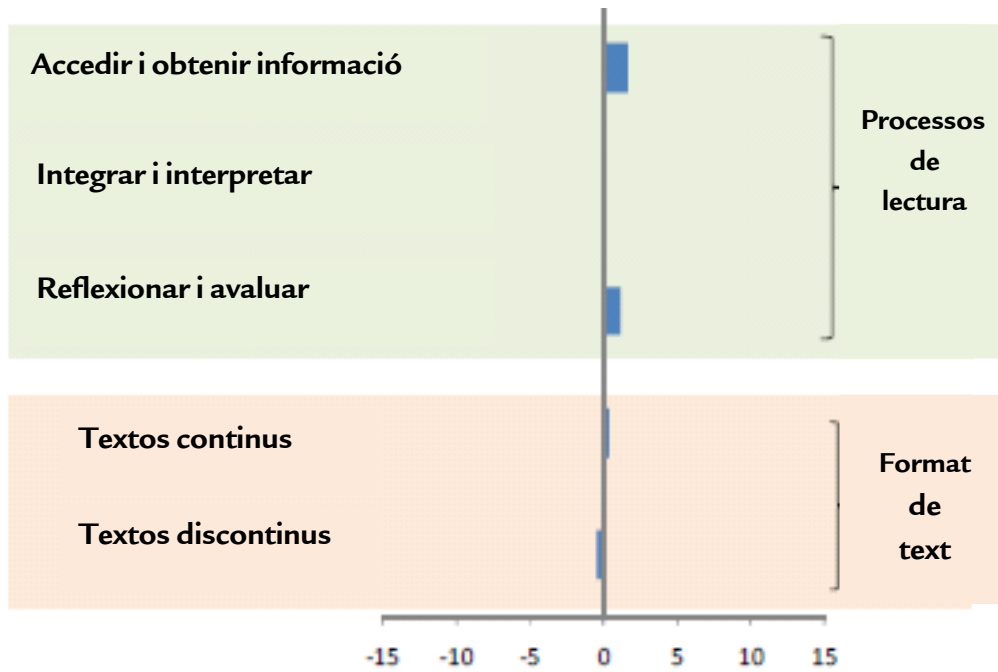 Accedir i obtenir informació
Integrar i interpretar
Reflexionar i avaluar
Processos
de
lectura
Textos continus
Textos discontinus
Format
de
text
-15 -10 -5 0 5 10 15